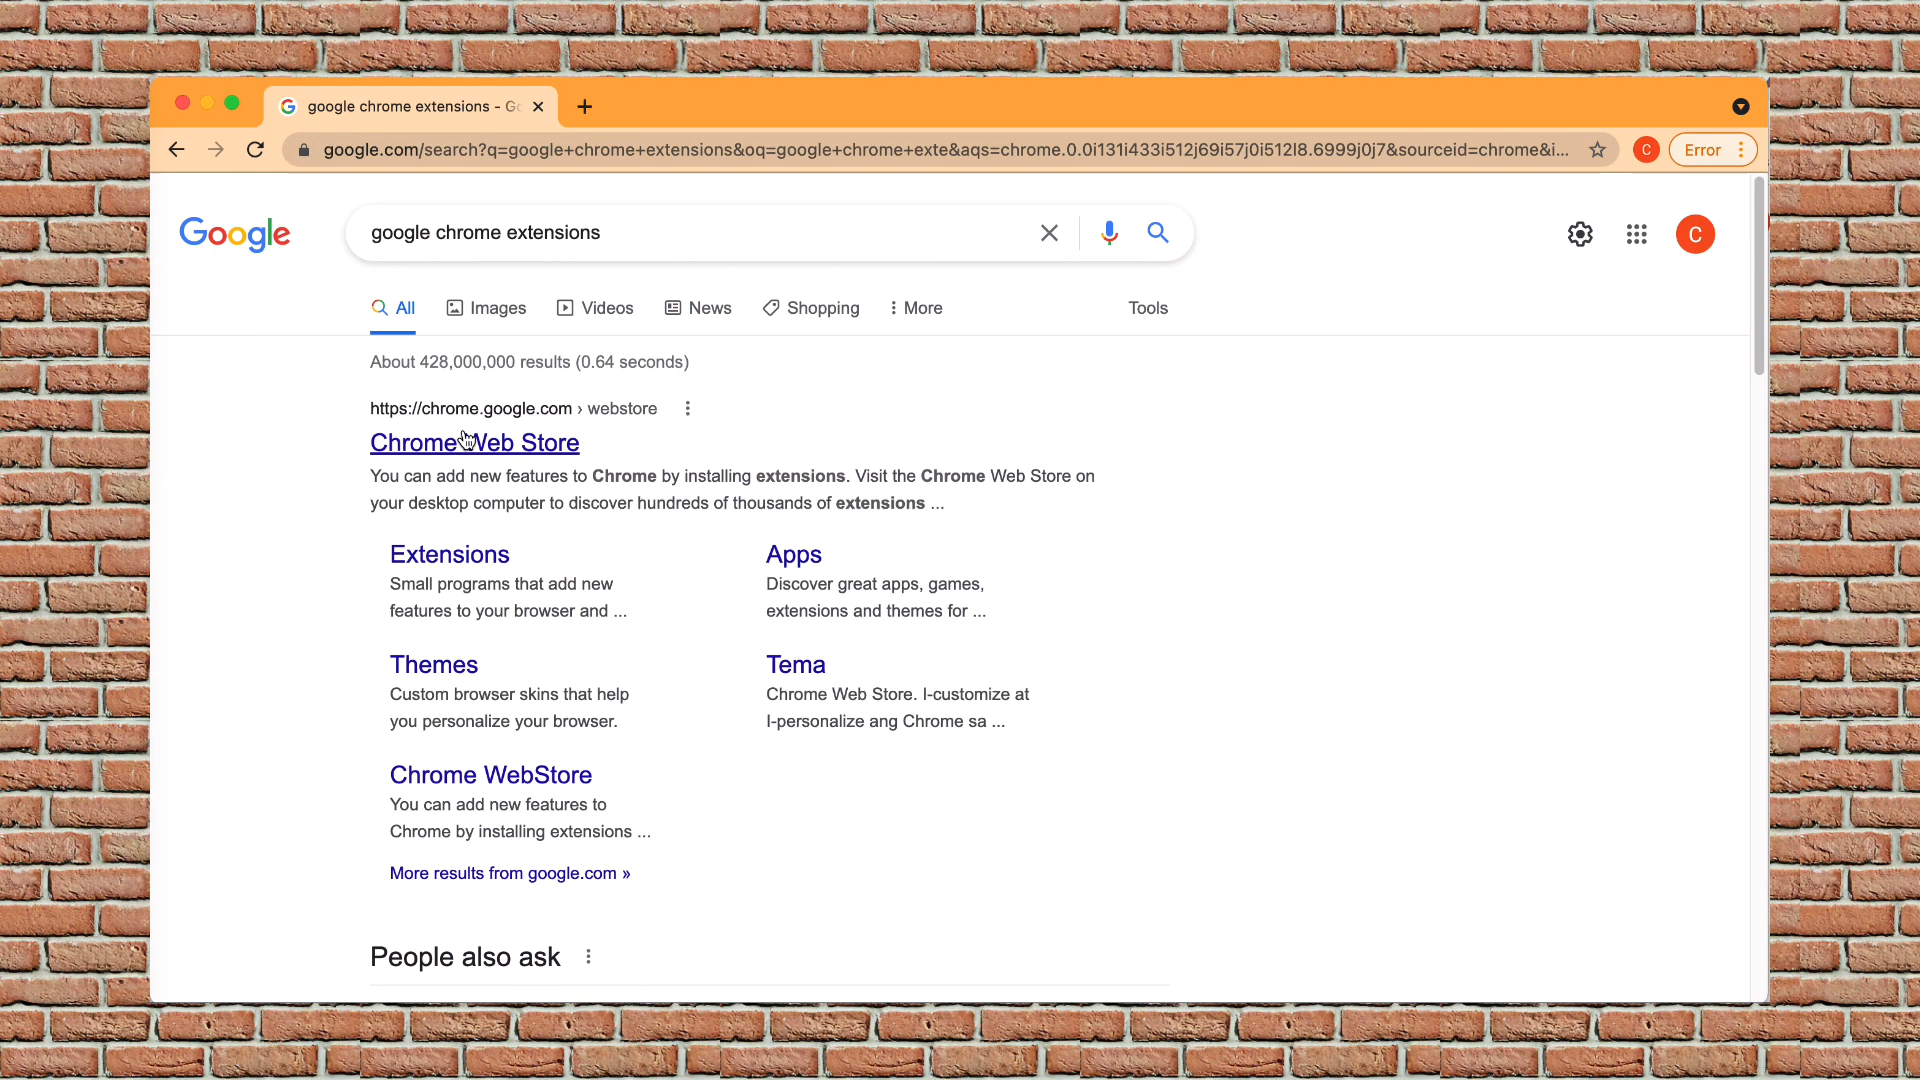 google chrome extensions - Go
google.com/search?q=google+chrome+extensions&oq=google+chrome+exte&aqs=chrome.0.0i131i433i512j69i57j0i512l8.6999j0j7&sourceid=chrome&i...
C
Error
Google
google chrome extensions
C
All
Images
Videos
News
Shopping
More
Tools
About 428,000,000 results (0.64 seconds)
https://chrome.google.com › webstore
Chrome Web Store
You can add new features to Chrome by installing extensions. Visit the Chrome Web Store on
your desktop computer to discover hundreds of thousands of extensions ...
Extensions
Small programs that add new
features to your browser and ...
Apps
Discover great apps, games,
extensions and themes for ...
Themes
Custom browser skins that help
you personalize your browser.
Tema
Chrome Web Store. I-customize at
I-personalize ang Chrome sa ...
Chrome WebStore
You can add new features to
Chrome by installing extensions ...
More results from google.com »
People also ask